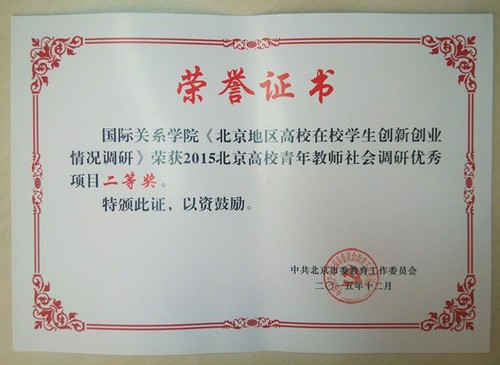 荣誉证书
国际关系学院《北京地区高校在校学生创新创业
情况调研》荣获2015北京高校青年教师社会调研优秀
项目二等奖。
特颁此证，以资鼓励。
中共北京市委教育工作委员会
二〇一五年十二月